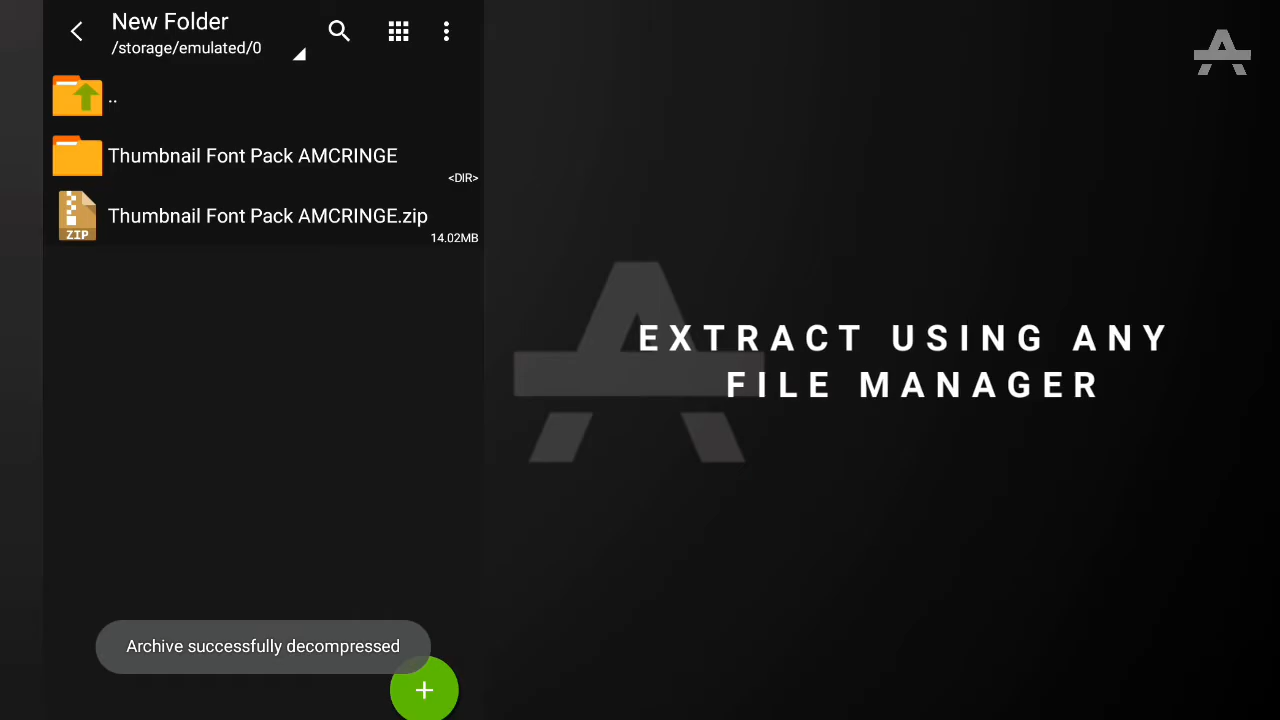 New Folder
/storage/emulated/0
..
Thumbnail Font Pack AMCRINGE
<DIR>
Thumbnail Font Pack AMCRINGE.zip
ZIP
14.02MB
EXTRACT USING ANY
FILE MANAGER
Archive successfully decompressed